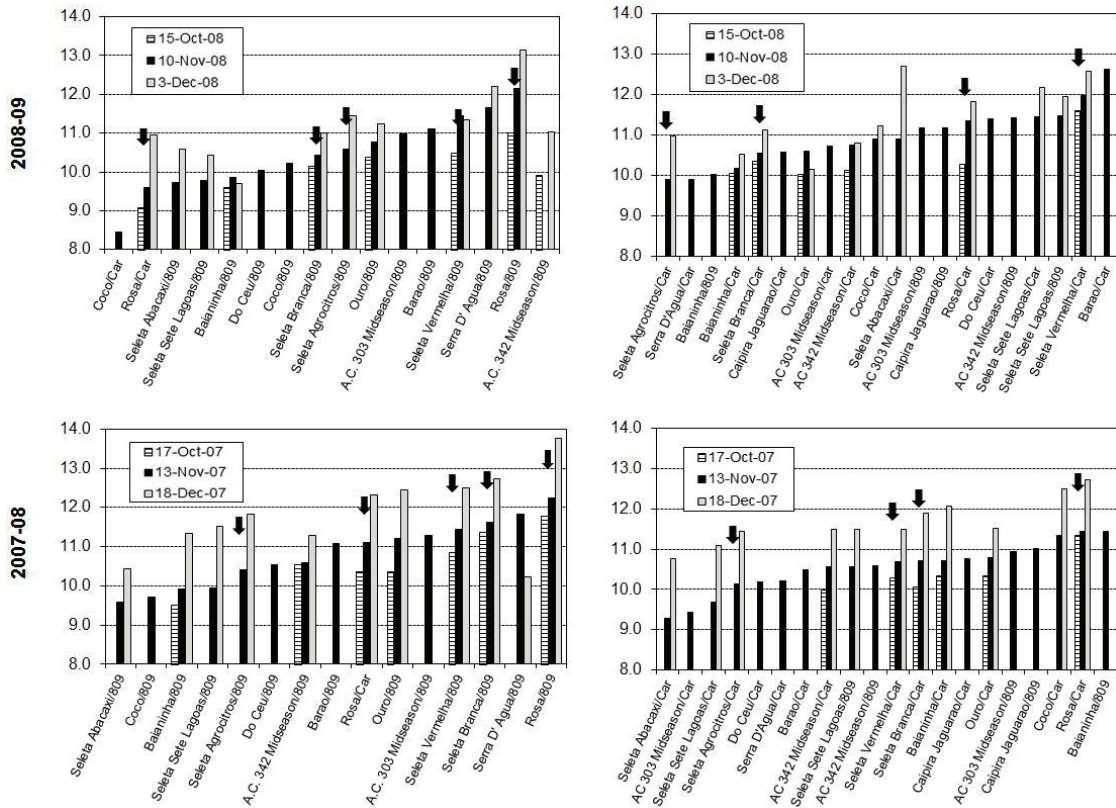 2008-09
14.0
13.0
12.0
11.0
10.0
9.0
8.0
15-Oct-08
10-Nov-08
3-Dec-08
Coco/Car
Rosa/Car
Seleta Abacaxi/809
Seleta Sete Lagoas/809
Baianinha/809
Do Ceu/809
Coco/809
Seleta Branca/809
Seleta Agrocitros/809
Ouro/809
A.C. 303 Midseason/809
Barao/809
Seleta Vermelha/809
Serra D' Agua/809
Rosa/809
A.C. 342 Midseason/809
14.0
13.0
12.0
11.0
10.0
9.0
8.0
15-Oct-08
10-Nov-08
3-Dec-08
Seleta Agrocitros/Car
Serra D'Agua/Car
Baianinha/809
Baianinha/Car
Seleta Branca/Car
Caipira Jaguarao/Car
Ouro/Car
AC 303 Midseason/car
AC 342 Midseason/Car
Coco/Car
Seleta Abacaxi/Car
AC 303 Midseason/809
Caipira Jaguarao/809
Rosa/Car
Do Ceu/Car
AC 342 Midseason/809
Seleta Sete Lagoas/Car
Seleta Sete Lagoas/809
Seleta Vermelha/Car
Barao/Car
2007-08
14.0
13.0
12.0
11.0
10.0
9.0
8.0
17-Oct-07
13-Nov-07
18-Dec-07
Seleta Abacaxi/809
Coco/809
Baianinha/809
Seleta Sete Lagoas/809
Seleta Agrocitros/809
Do Ceu/809
A.C. 342 Midseason/809
Barao/809
Rosa/Car
Ouro/809
A.C. 303 Midseason/809
Seleta Vermelha/809
Seleta Branca/809
Serra D' Agua/809
Rosa/809
14.0
13.0
12.0
11.0
10.0
9.0
8.0
17-Oct-07
13-Nov-07
18-Dec-07
Seleta Abacaxi/Car
AC 303 Midseason/Car
Seleta Sete Lagoas/Car
Seleta Agrocitros/Car
Do Ceu/Car
Serra D'Agua/Car
Barao/Car
AC 342 Midseason/Car
Seleta Sete Lagoas/809
AC 342 Midseason/809
Seleta Vermelha/Car
Seleta Branca/Car
Baianinha/Car
Caipira Jaguarao/Car
Ouro/Car
AC 303 Midseason/809
Caipira Jaguarao/809
Coco/Car
Rosa/Car
Baianinha/809